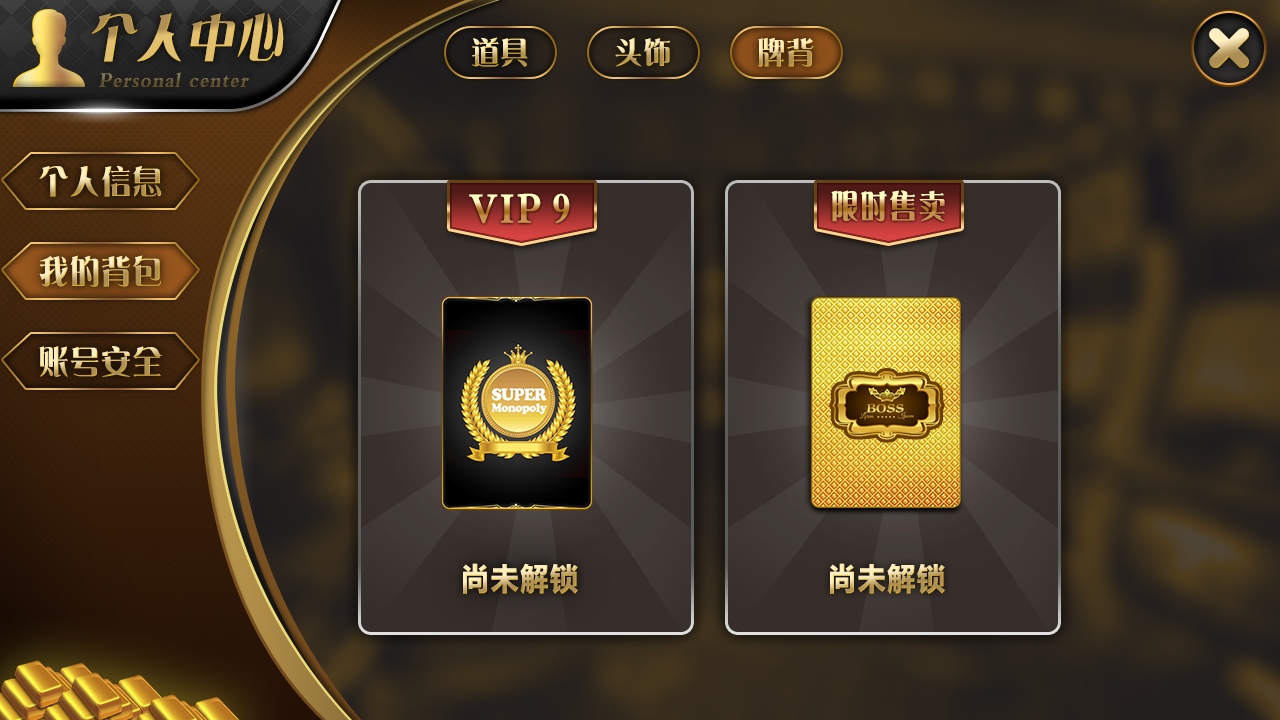 个人中心
Personal center
道具
头饰
牌背
个人信息
我的背包
账号安全
VIP 9
SUPER
Monopoly
尚未解锁
限时售卖
BOSS
尚未解锁